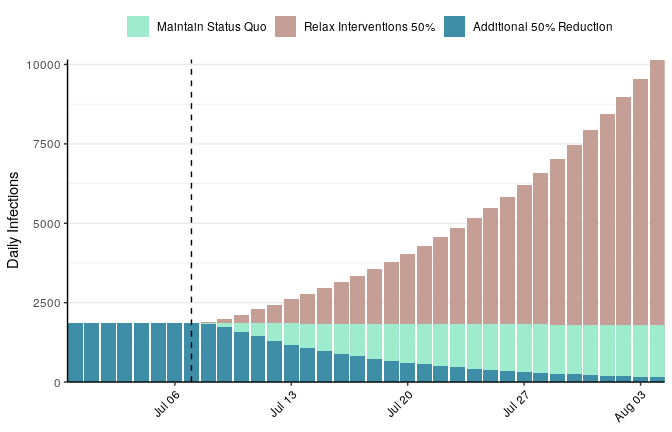 Maintain Status Quo Relax Interventions 50% Additional 50% Reduction
Daily Infections
10000
7500
5000
2500
0
Jul 06 Jul 13 Jul 20 Jul 27 Aug 03